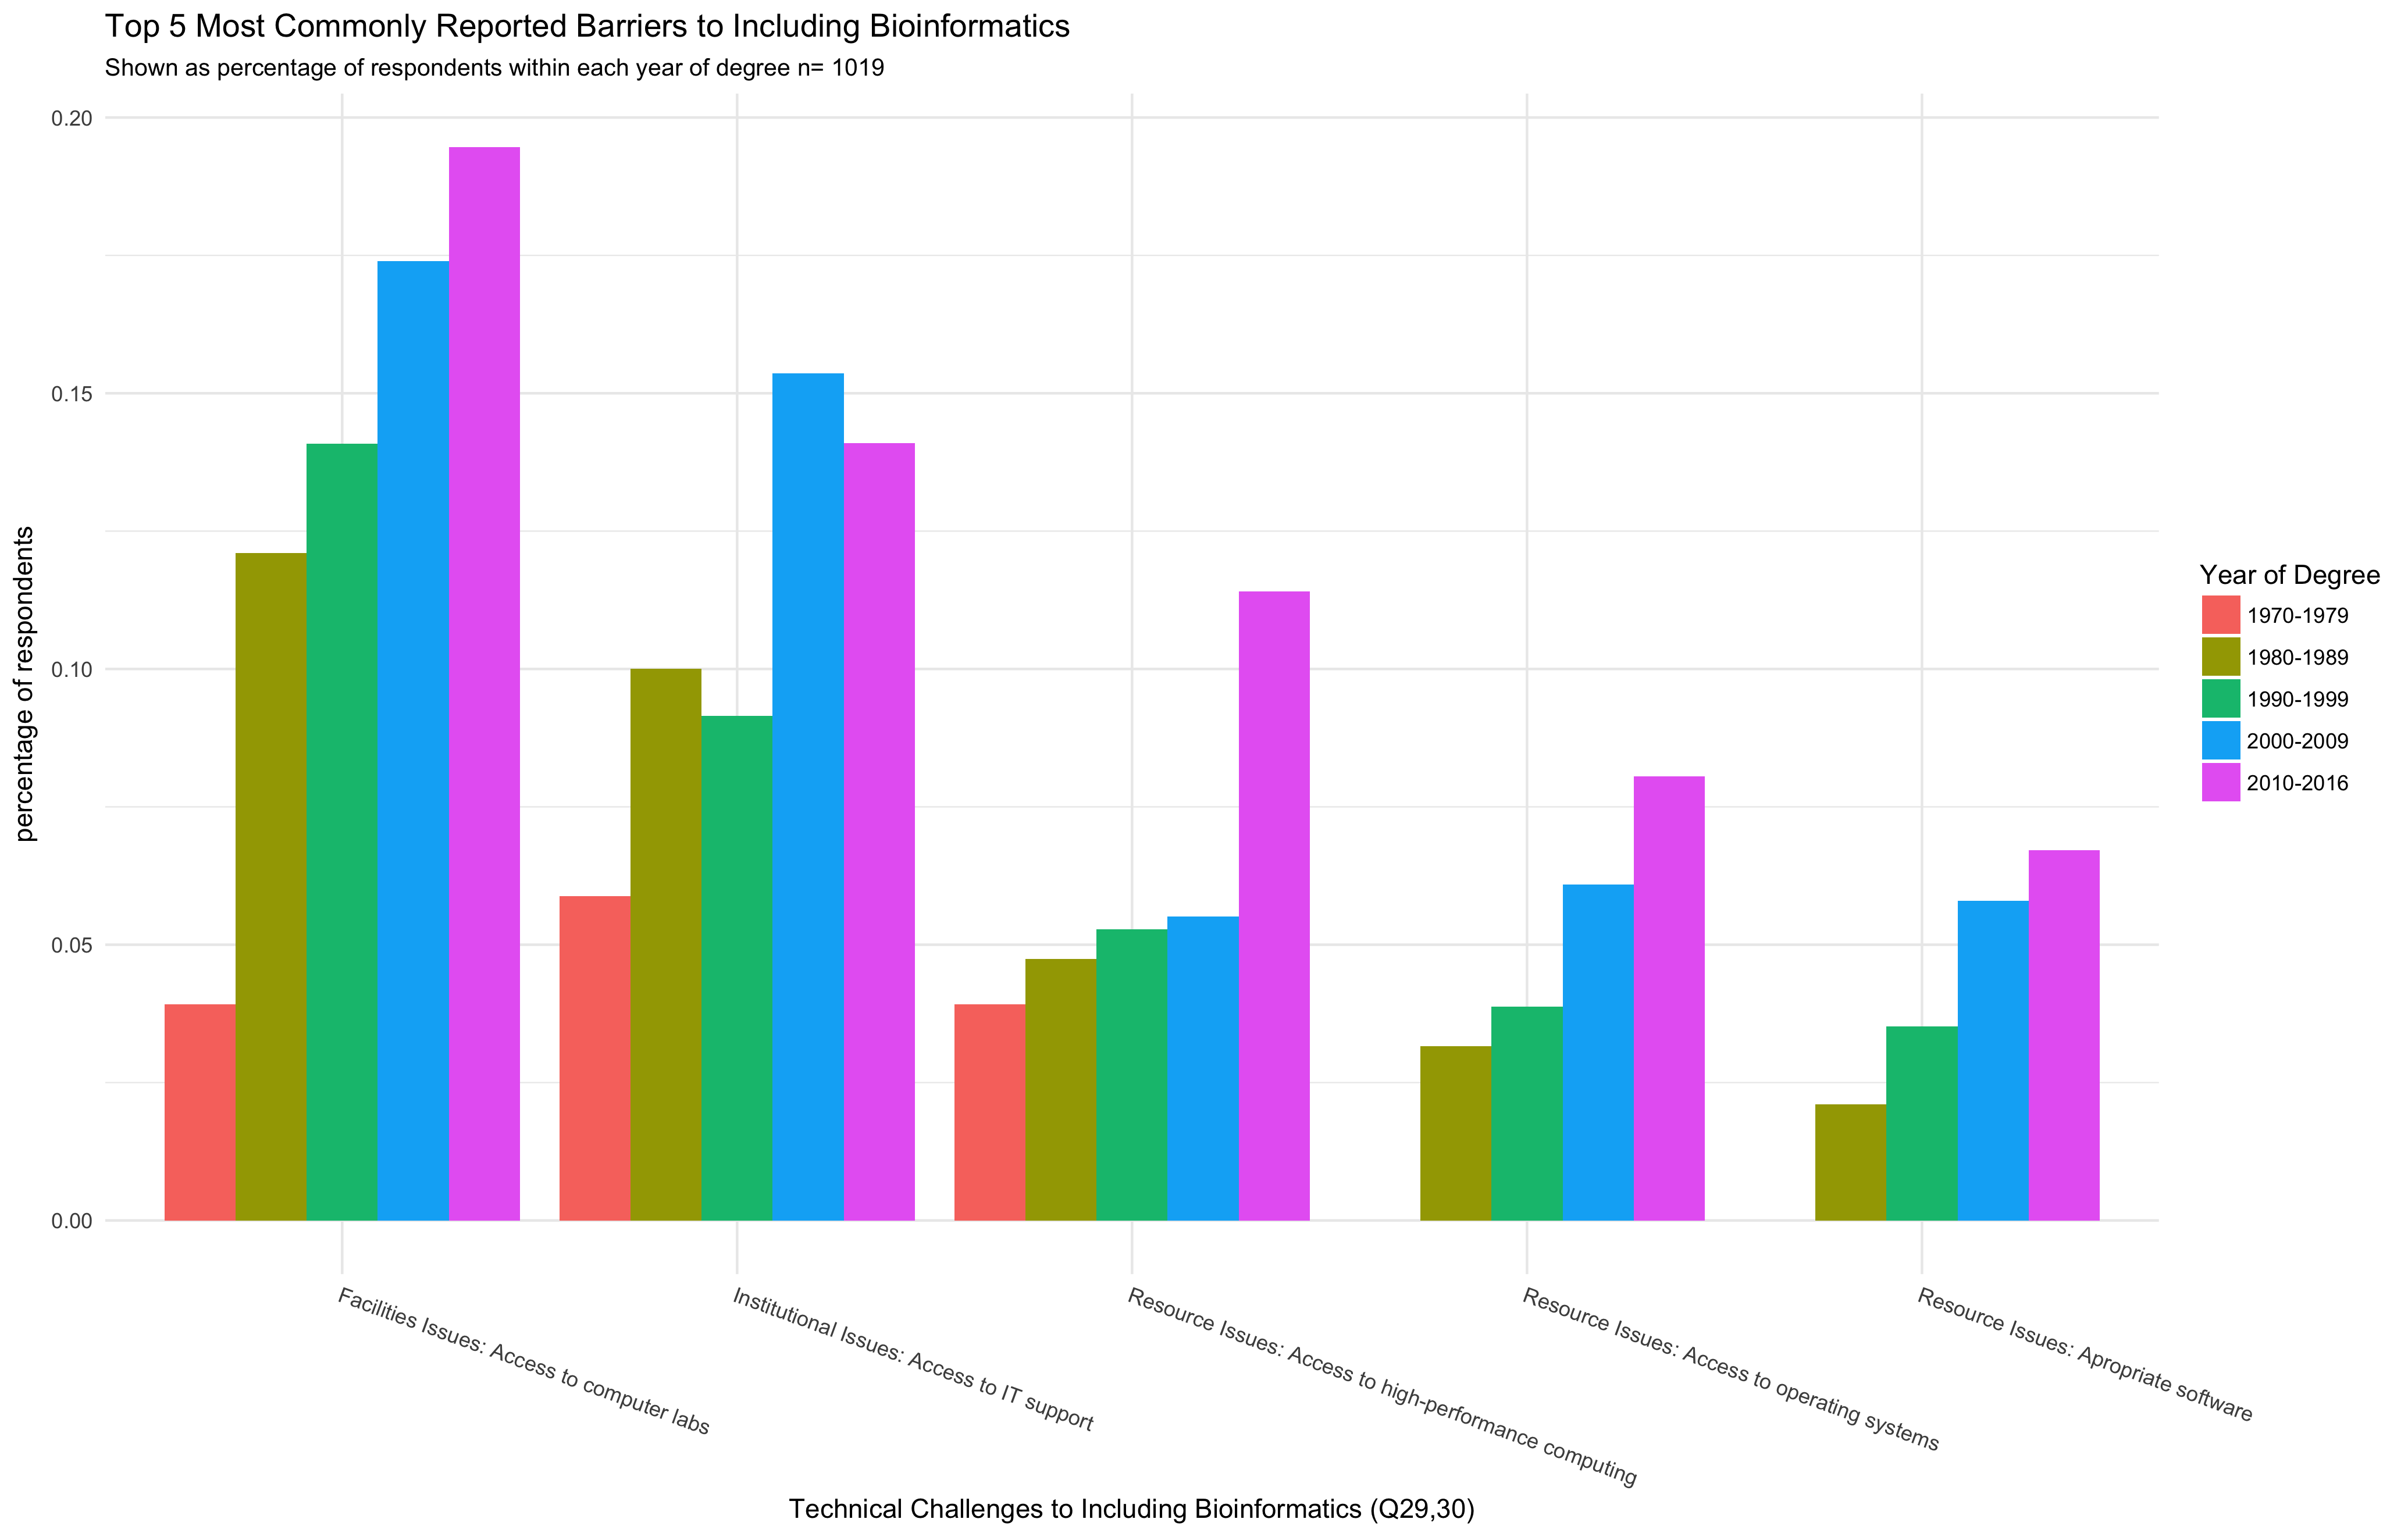 Top 5 Most Commonly Reported Barriers to Including Bioinformatics
Shown as percentage of respondents within each year of degree n= 1019
percentage of respondents
0.20
0.15
0.10
0.05
0.00
Facilities Issues: Access to computer labs
Institutional Issues: Access to IT support
Resource Issues: Access to high-performance computing
Resource Issues: Access to operating systems
Resource Issues: Apropriate software
Technical Challenges to Including Bioinformatics (Q29,30)
Year of Degree
1970-1979
1980-1989
1990-1999
2000-2009
2010-2016